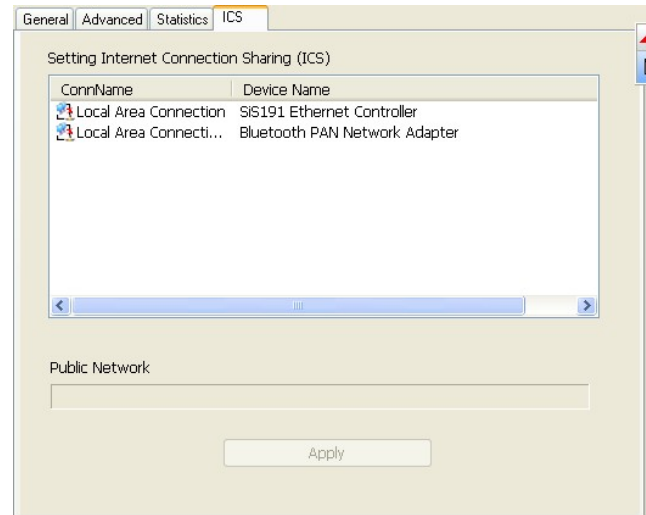 General Advanced Statistics ICS
Setting Internet Connection Sharing (ICS)
ConnName Device Name
Local Area Connection SiS191 Ethernet Controller
Local Area Connecti... Bluetooth PAN Network Adapter
Public Network
Apply